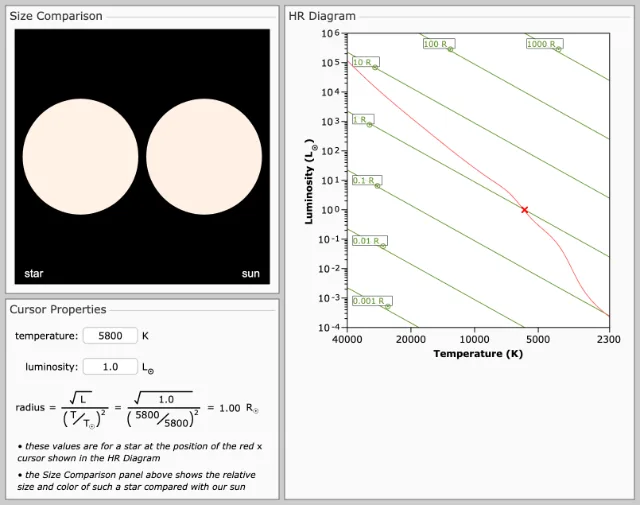 Size Comparison
star
sun
Cursor Properties
temperature: 5800 K
luminosity: 1.0 L☉
radius = √L / (T/T☉)² = √1.0 / (5800/5800)² = 1.00 R☉
• these values are for a star at the position of the red x
cursor shown in the HR Diagram
• the Size Comparison panel above shows the relative
size and color of such a star compared with our sun
HR Diagram
Luminosity (L☉)
10⁶
10⁵
10⁴
10³
10²
10¹
10⁰
10⁻¹
10⁻²
10⁻³
10⁻⁴
100 R☉
1000 R☉
10 R☉
1 R☉
0.1 R☉
0.01 R☉
0.001 R☉
40000
20000
10000
5000
2300
Temperature (K)